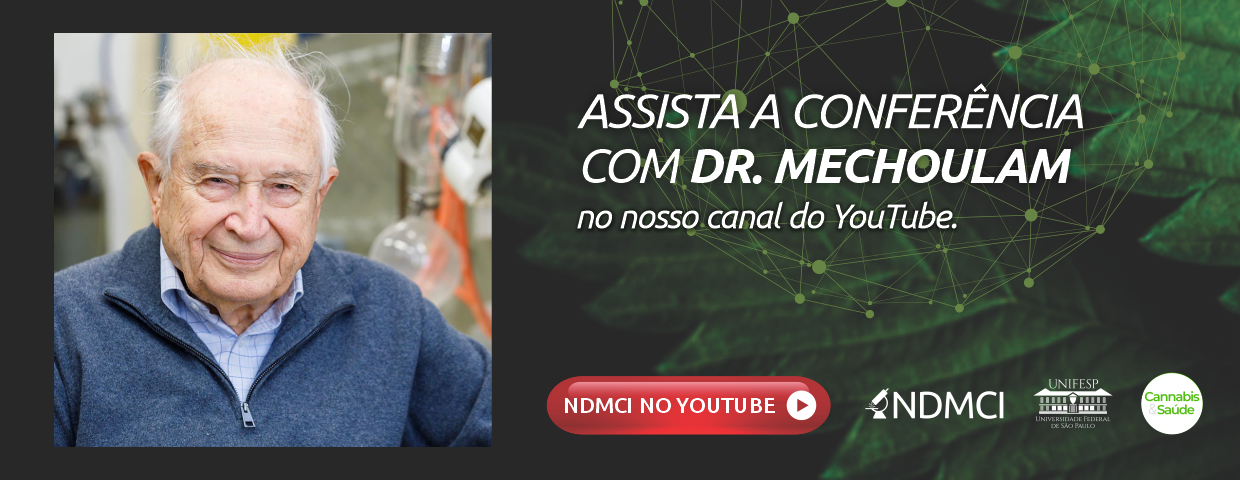 ASSISTA A CONFERÊNCIA
COM DR. MECHOULAM
no nosso canal do YouTube.
NDMCI NO YOUTUBE
NDMCI
UNIFESP
UNIVERSIDADE FEDERAL
DE SÃO PAULO
Cannabis
&Saúde